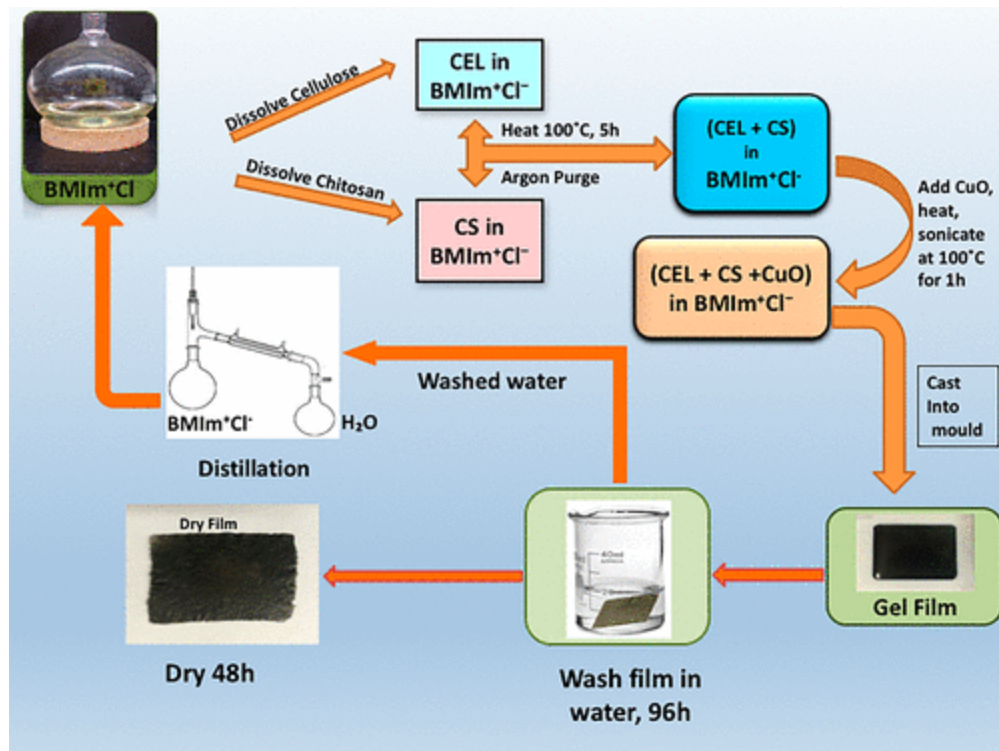 BMIm⁺Cl
Dissolve Cellulose
Dissolve Chitosan
CEL in
BMIm⁺Cl⁻
Heat 100˚C, 5h
Argon Purge
CS in
BMIm⁺Cl⁻
(CEL + CS)
in
BMIm⁺Cl⁻
Add CuO,
heat,
sonicate
at 100˚C
for 1h
(CEL + CS +CuO)
in BMIm⁺Cl⁻
Cast
Into
mould
Gel Film
Wash film in
water, 96h
Washed water
BMIm⁺Cl⁻
H₂O
Distillation
Dry Film
Dry 48h
40ml